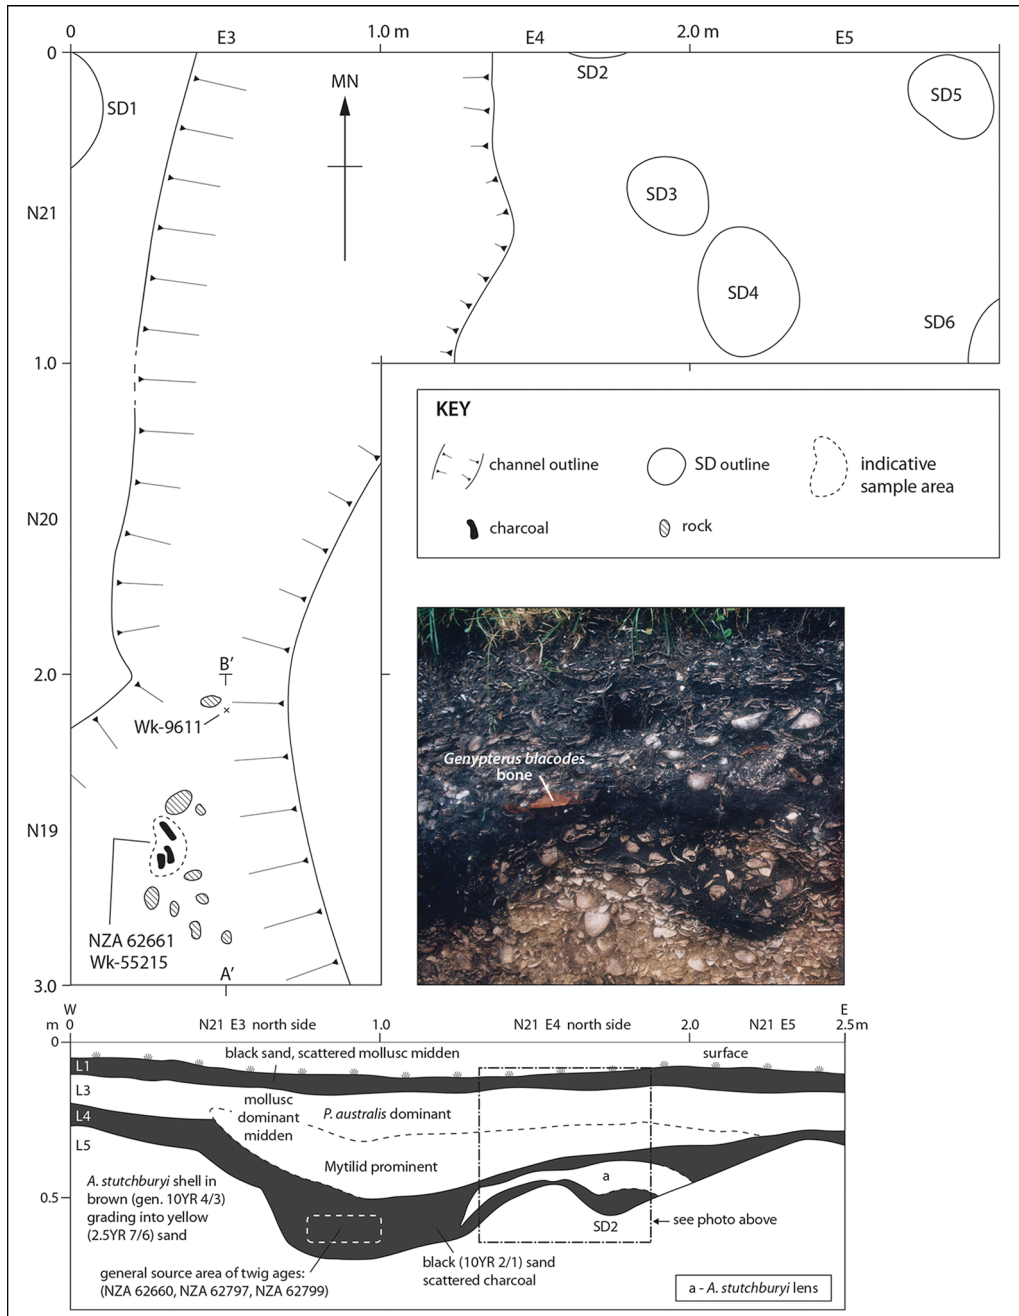 0
E3
1.0 m
E4
2.0 m
E5
0
SD1
MN
SD2
SD5
SD3
N21
SD4
SD6
1.0
KEY
channel outline
SD outline
indicative
sample area
charcoal
rock
N20
2.0
B′
Wk-9611
Genypterus blacodes
bone
N19
NZA 62661
Wk-55215
A′
3.0
W
E
m 0
N21 E3 north side
1.0
N21 E4 north side
2.0
N21 E5
2.5 m
0
black sand, scattered mollusc midden
surface
L1
L3
mollusc
dominant
midden
P. australis dominant
L4
L5
Mytilid prominent
A. stutchburyi shell in
brown (gen. 10YR 4/3)
grading into yellow
(2.5YR 7/6) sand
a
0.5
SD2
see photo above
black (10YR 2/1) sand
scattered charcoal
general source area of twig ages:
(NZA 62660, NZA 62797, NZA 62799)
a - A. stutchburyi lens